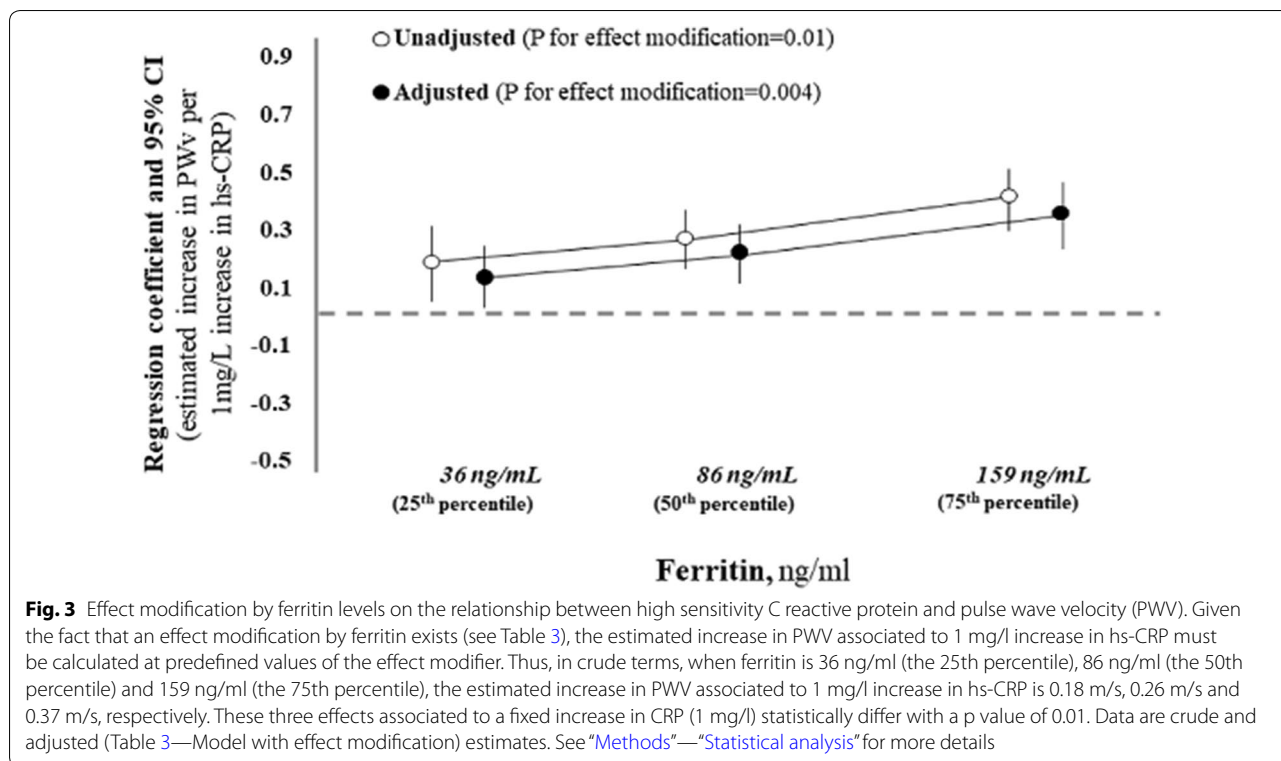 Unadjusted (P for effect modification=0.01)
Adjusted (P for effect modification=0.004)
Regression coefficient and 95% CI
(estimated increase in PWv per
1mg/L increase in hs-CRP)
0.9
0.7
0.5
0.3
0.1
-0.1
-0.3
-0.5
36 ng/mL 86 ng/mL 159 ng/mL
(25th percentile) (50th percentile) (75th percentile)
Ferritin, ng/ml
Fig. 3 Effect modification by ferritin levels on the relationship between high sensitivity C reactive protein and pulse wave velocity (PWV). Given
the fact that an effect modification by ferritin exists (see Table 3), the estimated increase in PWV associated to 1 mg/l increase in hs-CRP must
be calculated at predefined values of the effect modifier. Thus, in crude terms, when ferritin is 36 ng/ml (the 25th percentile), 86 ng/ml (the 50th
percentile) and 159 ng/ml (the 75th percentile), the estimated increase in PWV associated to 1 mg/l increase in hs-CRP is 0.18 m/s, 0.26 m/s and
0.37 m/s, respectively. These three effects associated to a fixed increase in CRP (1 mg/l) statistically differ with a p value of 0.01. Data are crude and
adjusted (Table 3—Model with effect modification) estimates. See “Methods”—“Statistical analysis” for more details